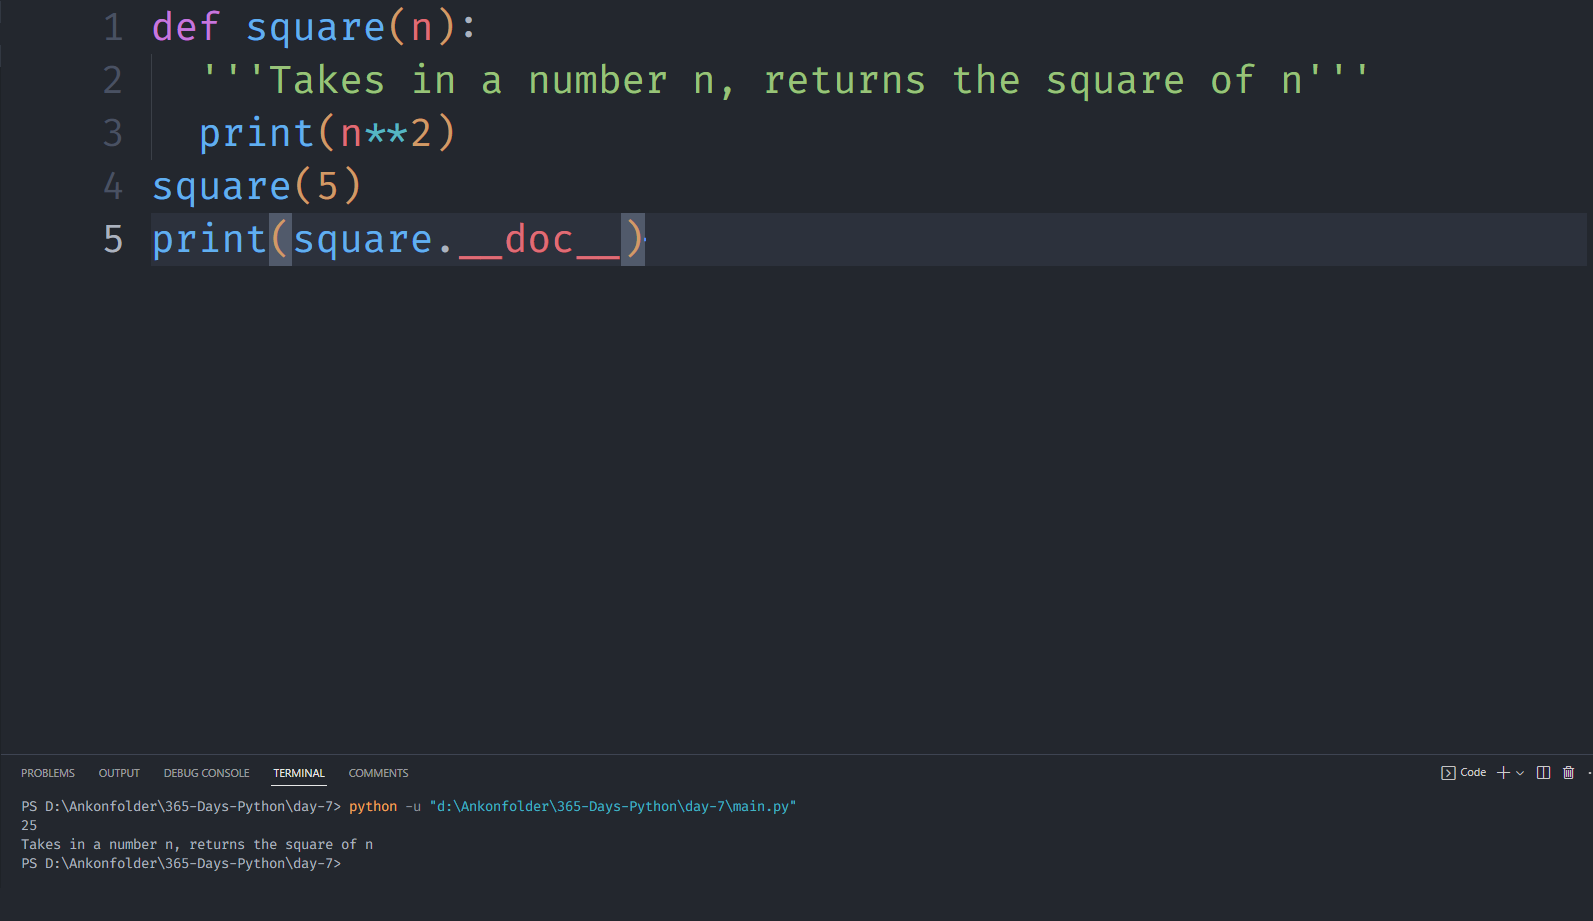 1 def square(n):
2 '''Takes in a number n, returns the square of n'''
3 print(n**2)
4 square(5)
5 print(square.__doc__)
PROBLEMS OUTPUT DEBUG CONSOLE TERMINAL COMMENTS Code
PS D:\Ankonfolder\365-Days-Python\day-7> python -u "d:\Ankonfolder\365-Days-Python\day-7\main.py"
25
Takes in a number n, returns the square of n
PS D:\Ankonfolder\365-Days-Python\day-7>